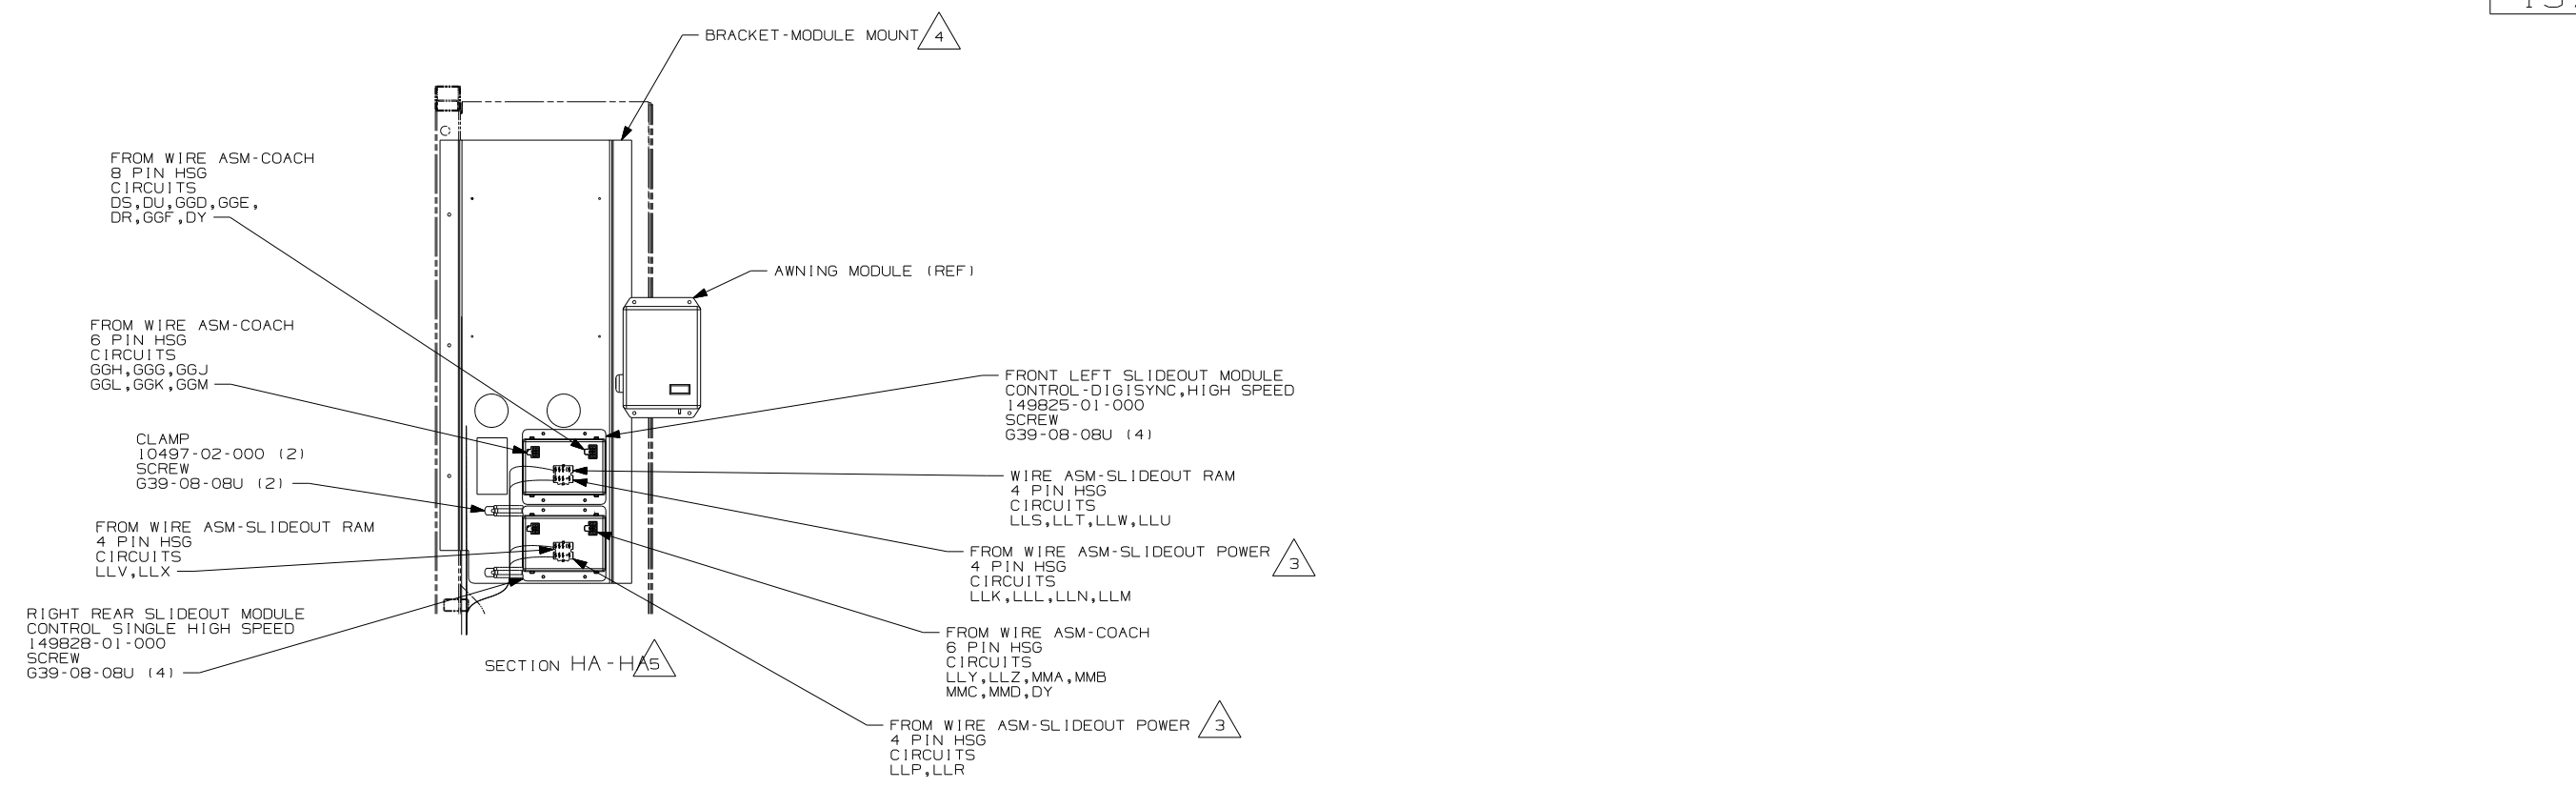 BRACKET-MODULE MOUNT 4
FROM WIRE ASM-COACH
8 PIN HSG
CIRCUITS
DS,DU,GGD,GGE,
DR,GGF,DY
AWNING MODULE (REF)
FROM WIRE ASM-COACH
6 PIN HSG
CIRCUITS
GGH,GGG,GGJ
GGL,GGK,GGM
FRONT LEFT SLIDEOUT MODULE
CONTROL-DIGISYNC,HIGH SPEED
149825-01-000
SCREW
G39-08-08U (4)
CLAMP
10497-02-000 (2)
SCREW
G39-08-08U (2)
WIRE ASM-SLIDEOUT RAM
4 PIN HSG
CIRCUITS
LLS,LLT,LLW,LLU
FROM WIRE ASM-SLIDEOUT RAM
4 PIN HSG
CIRCUITS
LLV,LLX
FROM WIRE ASM-SLIDEOUT POWER 3
4 PIN HSG
CIRCUITS
LLK,LLL,LLN,LLM
RIGHT REAR SLIDEOUT MODULE
CONTROL SINGLE HIGH SPEED
149828-01-000
SCREW
G39-08-08U (4)
FROM WIRE ASM-COACH
6 PIN HSG
CIRCUITS
LLY,LLZ,MMA,MMB
MMC,MMD,DY
SECTION HA-HA 5
FROM WIRE ASM-SLIDEOUT POWER 3
4 PIN HSG
CIRCUITS
LLP,LLR